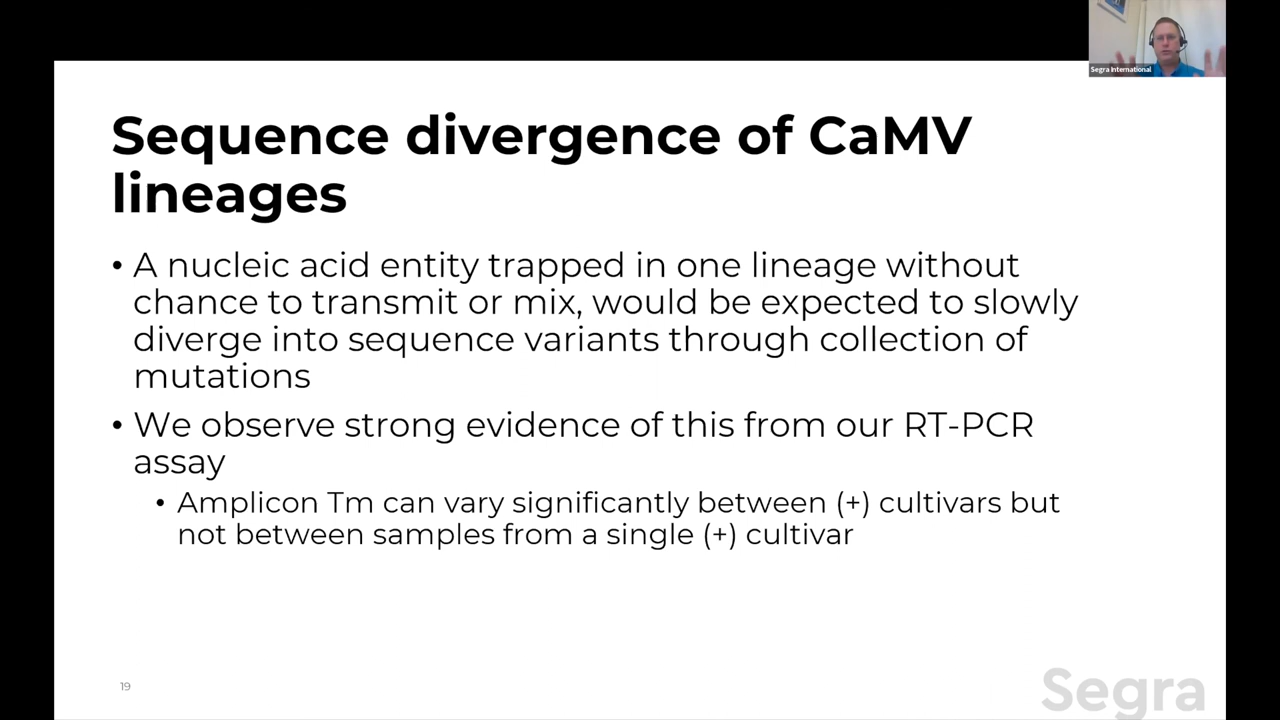 Segra International
Sequence divergence of CaMV
lineages
• A nucleic acid entity trapped in one lineage without
chance to transmit or mix, would be expected to slowly
diverge into sequence variants through collection of
mutations
• We observe strong evidence of this from our RT-PCR
assay
• Amplicon Tm can vary significantly between (+) cultivars but
not between samples from a single (+) cultivar
19
Segra